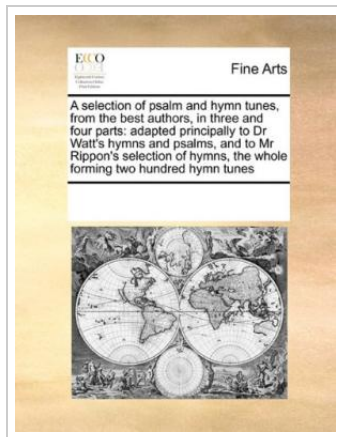 ECCO
Fine Arts
A selection of psalm and hymn tunes,
from the best authors, in three and
four parts: adapted principally to Dr
Watt's hymns and psalms, and to Mr
Rippon's selection of hymns, the whole
forming two hundred hymn tunes